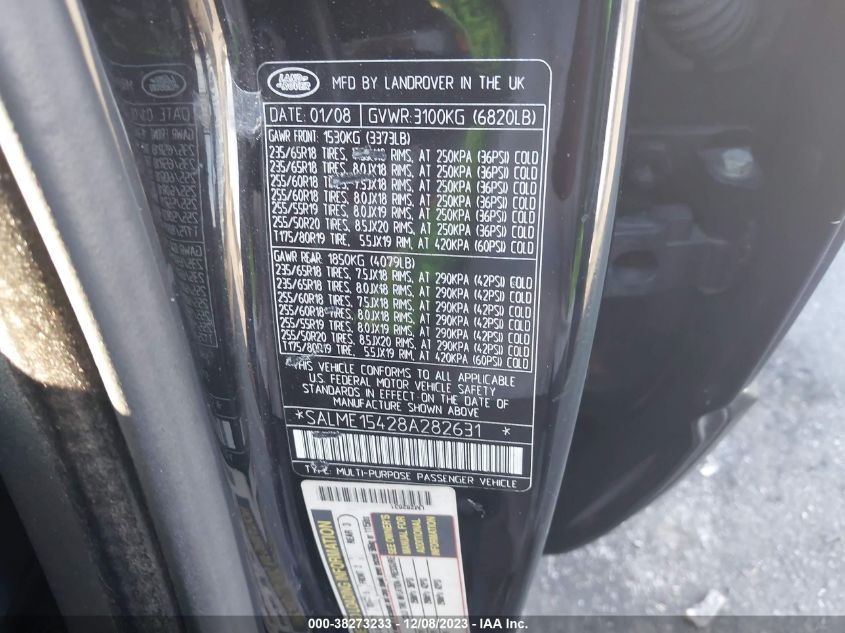 LAND-
ROVER
MFD BY LANDROVER IN THE UK
DATE: 01/08 GVWR:3100KG (6820LB)
GAWR FRONT: 1530KG (3373LB)
235/65R18 TIRES, RIMS, AT 250KPA (36PSI) COLD
235/65R18 TIRES, 8.0JX18 RIMS, AT 250KPA (36PSI) COLD
255/60R18 TIRES, 7.5JX18 RIMS, AT 250KPA (36PSI) COLD
255/60R18 TIRES, 8.0JX18 RIMS, AT 250KPA (36PSI) COLD
255/55R19 TIRES, 8.0JX19 RIMS, AT 250KPA (36PSI) COLD
255/50R20 TIRES, 8.5JX20 RIMS, AT 250KPA (36PSI) COLD
T175/80R19 TIRE, 5.5JX19 RIM, AT 420KPA (60PSI) COLD
GAWR REAR: 1850KG (4079LB)
235/65R18 TIRES, 7.5JX18 RIMS, AT 290KPA (42PSI) COLD
235/65R18 TIRES, 8.0JX18 RIMS, AT 290KPA (42PSI) COLD
255/60R18 TIRES, 7.5JX18 RIMS, AT 290KPA (42PSI) COLD
255/60R18 TIRES, 8.0JX18 RIMS, AT 290KPA (42PSI) COLD
255/55R19 TIRES, 8.0JX19 RIMS, AT 290KPA (42PSI) COLD
255/50R20 TIRES, 8.5JX20 RIMS, AT 290KPA (42PSI) COLD
T175/80R19 TIRE, 5.5JX19 RIM, AT 420KPA (60PSI) COLD
THIS VEHICLE CONFORMS TO ALL APPLICABLE
U.S. FEDERAL MOTOR VEHICLE SAFETY
STANDARDS IN EFFECT ON THE DATE OF
MANUFACTURE SHOWN ABOVE
*SALME15428A282631 *
TYPE: MULTI-PURPOSE PASSENGER VEHICLE
LOADING INFORMATION
REAR 3
SEE OWNER'S
MANUAL FOR
ADDITIONAL
INFORMATION
000-38273233 - 12/08/2023 - IAA Inc.